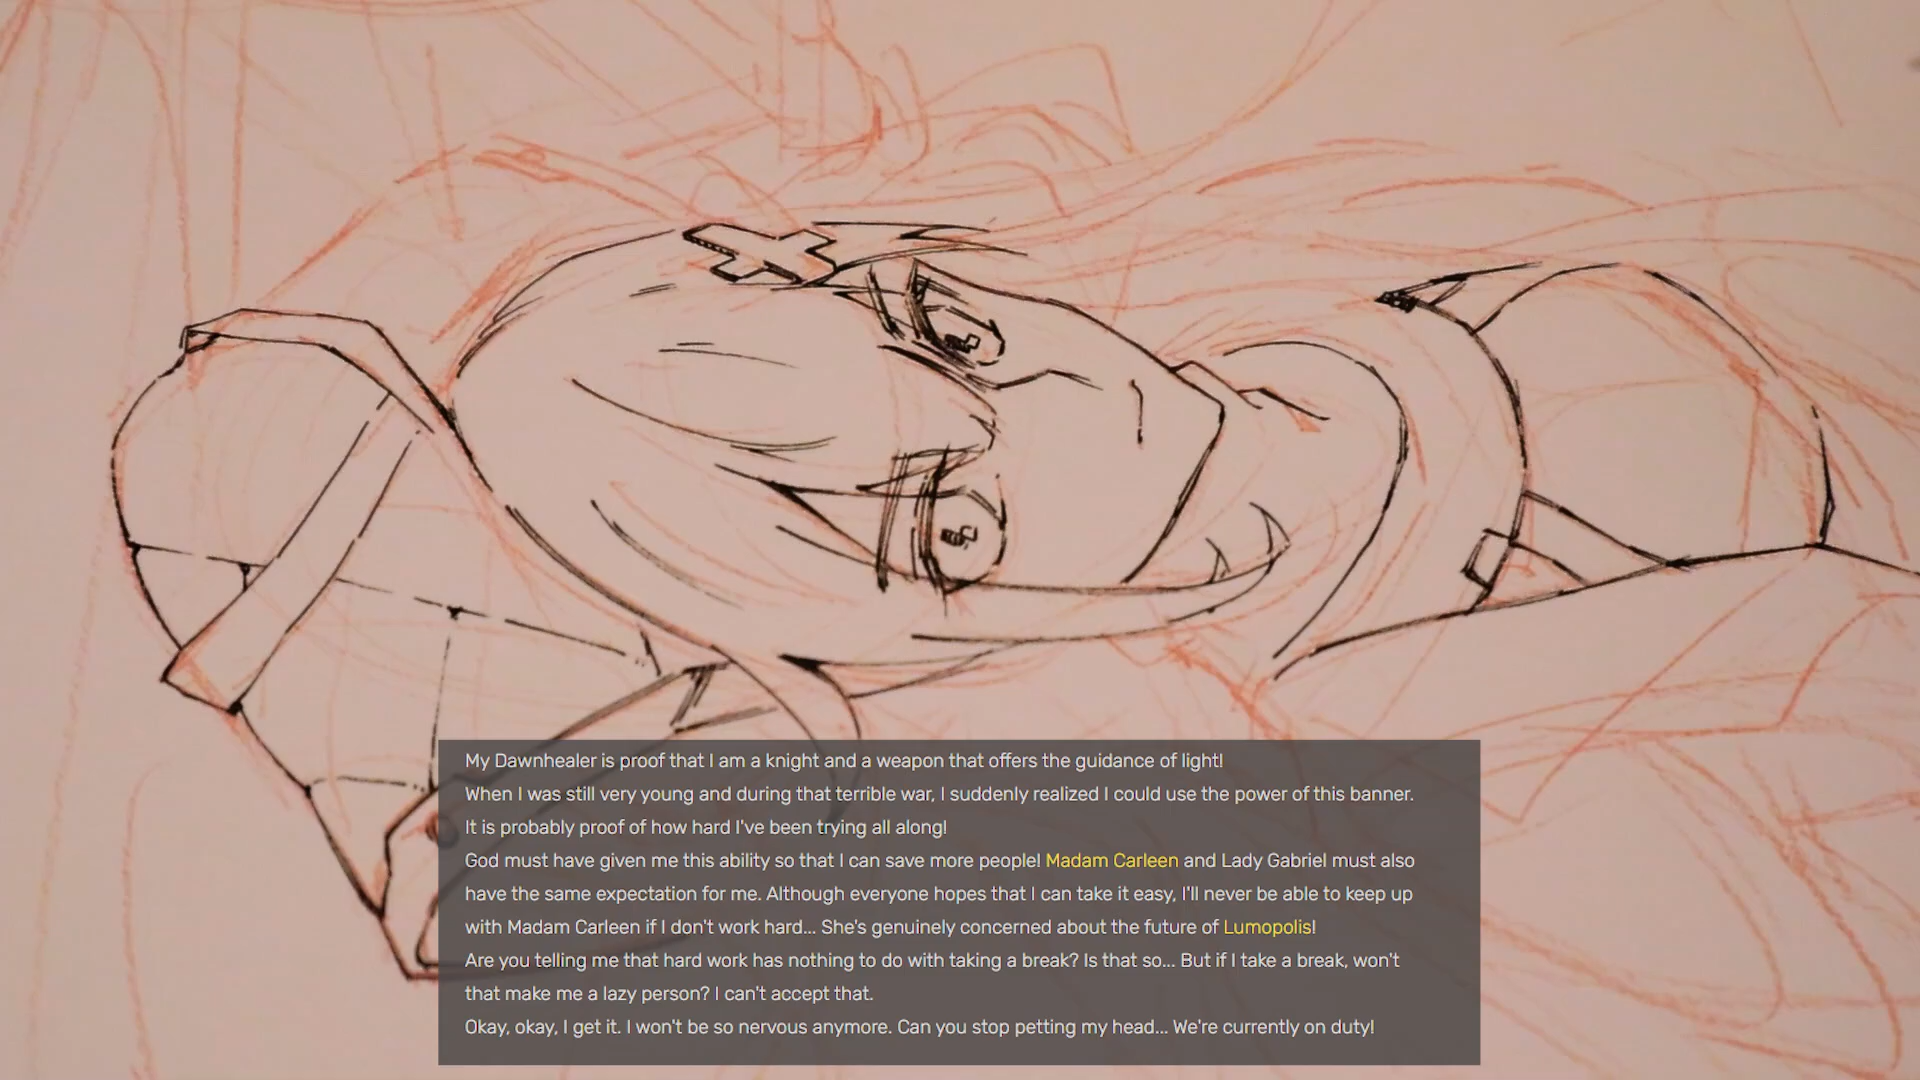 My Dawnhealer is proof that I am a knight and a weapon that offers the guidance of light!
When I was still very young and during that terrible war, I suddenly realized I could use the power of this banner.
It is probably proof of how hard I've been trying all along!
God must have given me this ability so that I can save more people! Madam Carleen and Lady Gabriel must also
have the same expectation for me. Although everyone hopes that I can take it easy, I'll never be able to keep up
with Madam Carleen if I don't work hard... She's genuinely concerned about the future of Lumopolis!
Are you telling me that hard work has nothing to do with taking a break? Is that so... But if I take a break, won't
that make me a lazy person? I can't accept that.
Okay, okay, I get it. I won't be so nervous anymore. Can you stop petting my head... We're currently on duty!